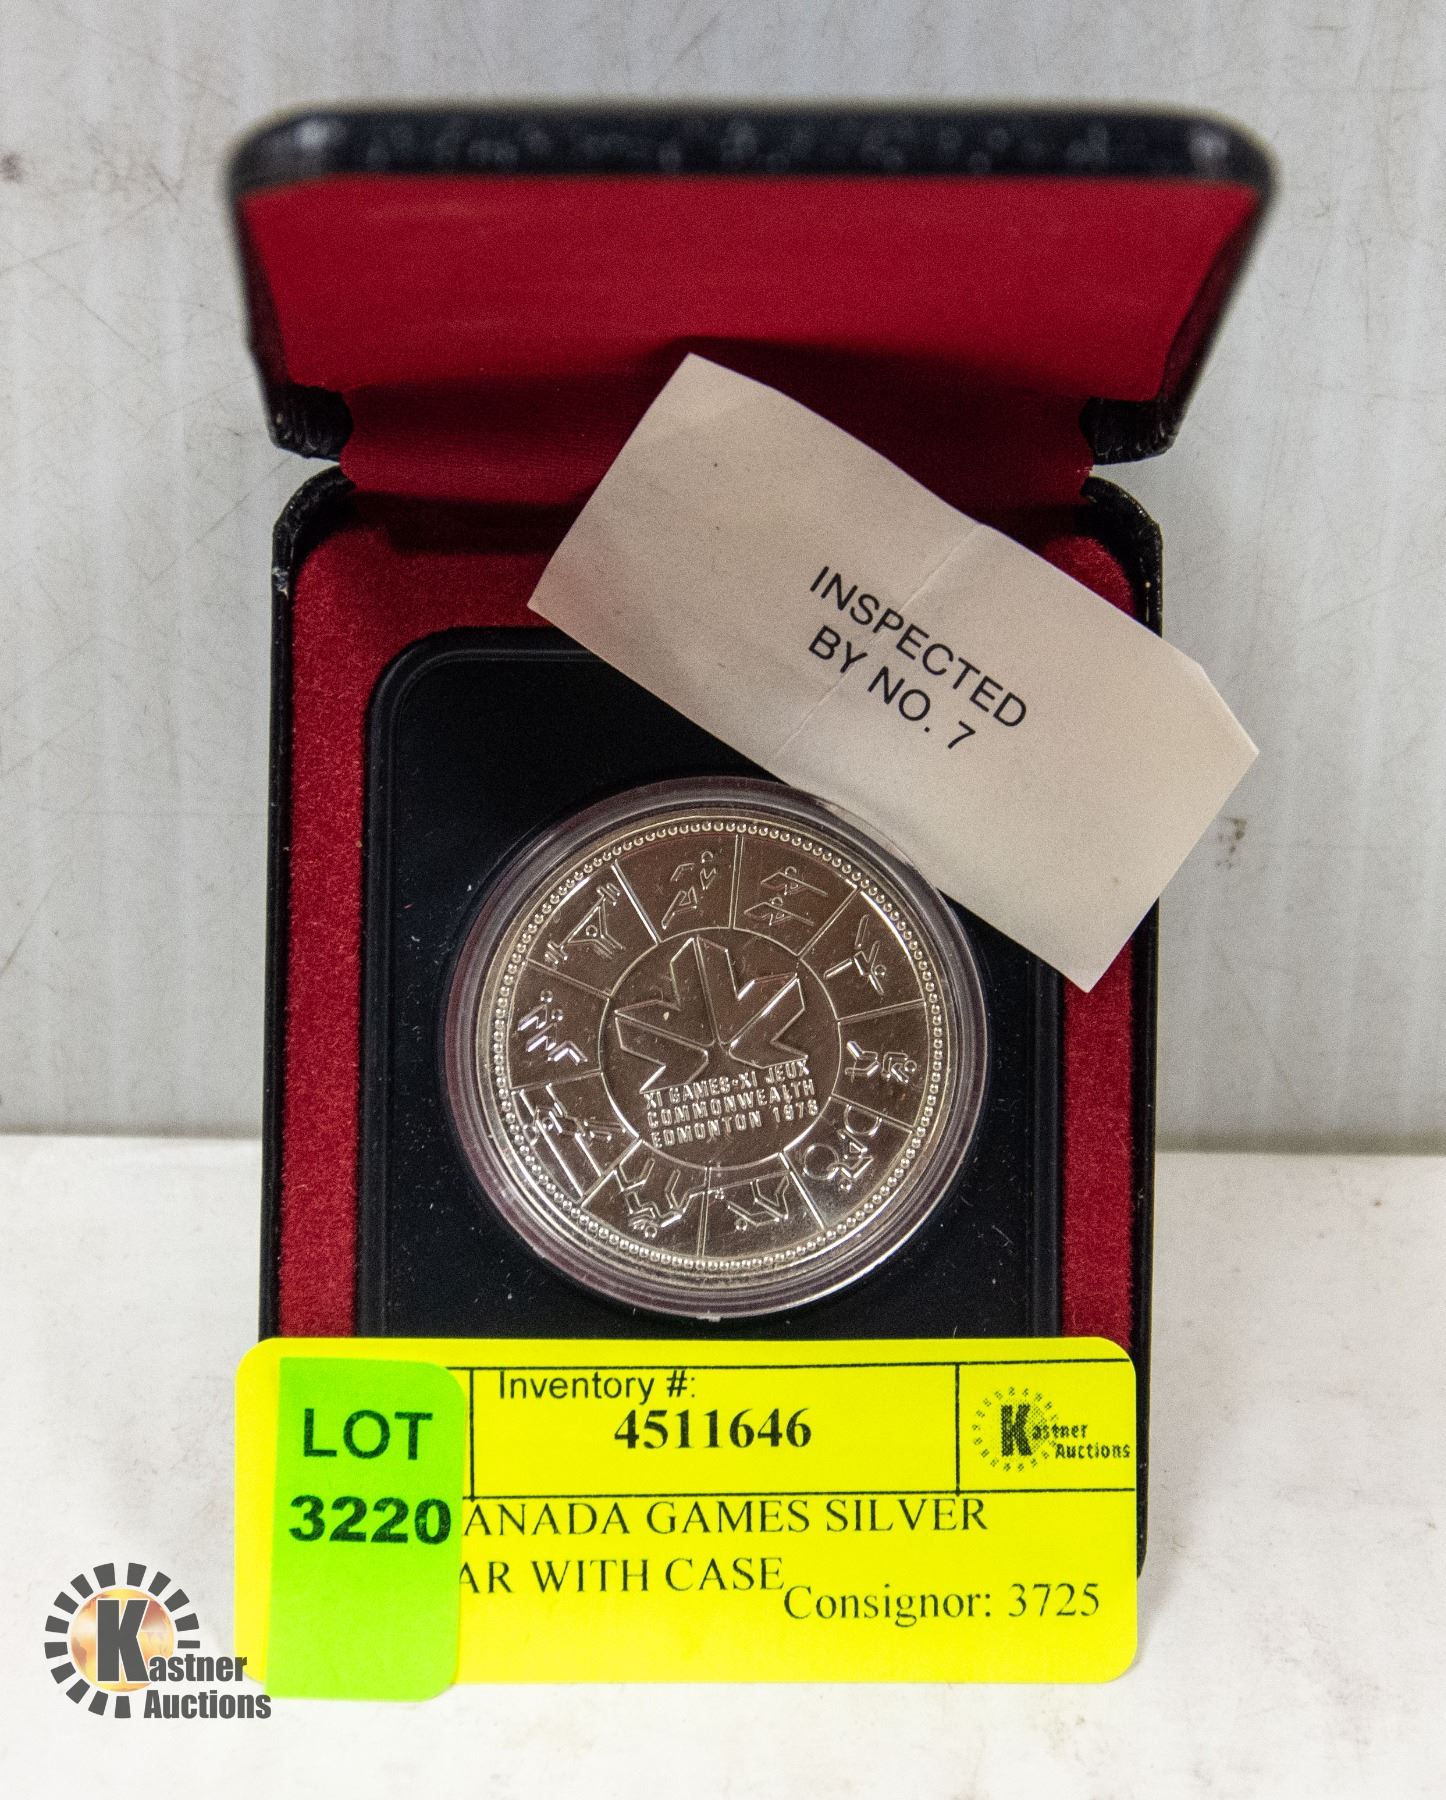 INSPECTED
BY NO. 7
XI GAMES • XI JEUX
COMMONWEALTH
EDMONTON 1978
LOT
3220
Inventory #:
4511646
Kastner
Auctions
ANADA GAMES SILVER
AR WITH CASE
Consignor: 3725
Kastner
Auctions